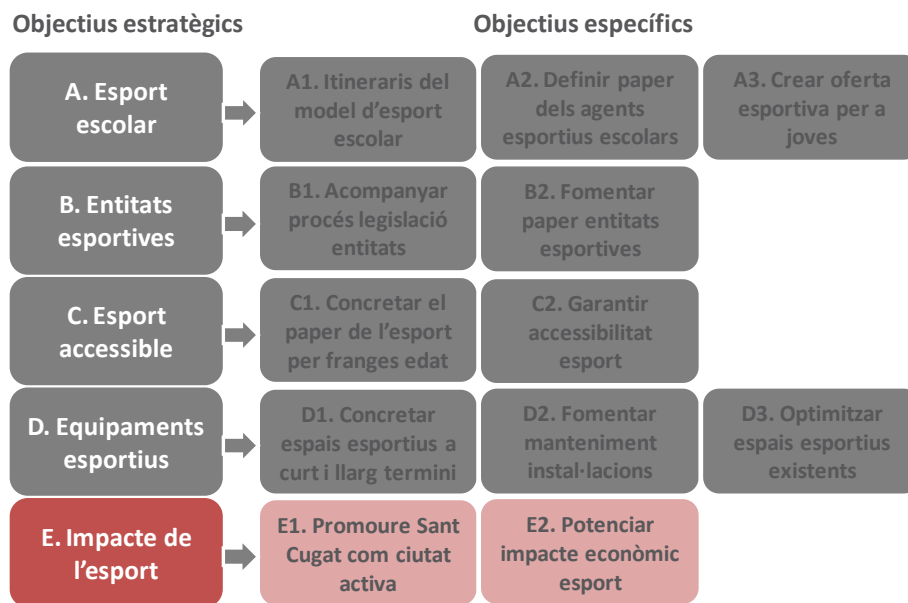 Objectius estratègics
Objectius específics
A. Esport
escolar
A1. Itineraris del
model d’esport
escolar
A2. Definir paper
dels agents
esportius escolars
A3. Crear oferta
esportiva per a
joves
B. Entitats
esportives
B1. Acompanyar
procés legislació
entitats
B2. Fomentar
paper entitats
esportives
C. Esport
accessible
C1. Concretar el
paper de l’esport
per franges edat
C2. Garantir
accessibilitat
esport
D. Equipaments
esportius
D1. Concretar
espais esportius a
curt i llarg termini
D2. Fomentar
manteniment
instal·lacions
D3. Optimitzar
espais esportius
existents
E. Impacte de
l’esport
E1. Promoure Sant
Cugat com ciutat
activa
E2. Potenciar
impacte econòmic
esport